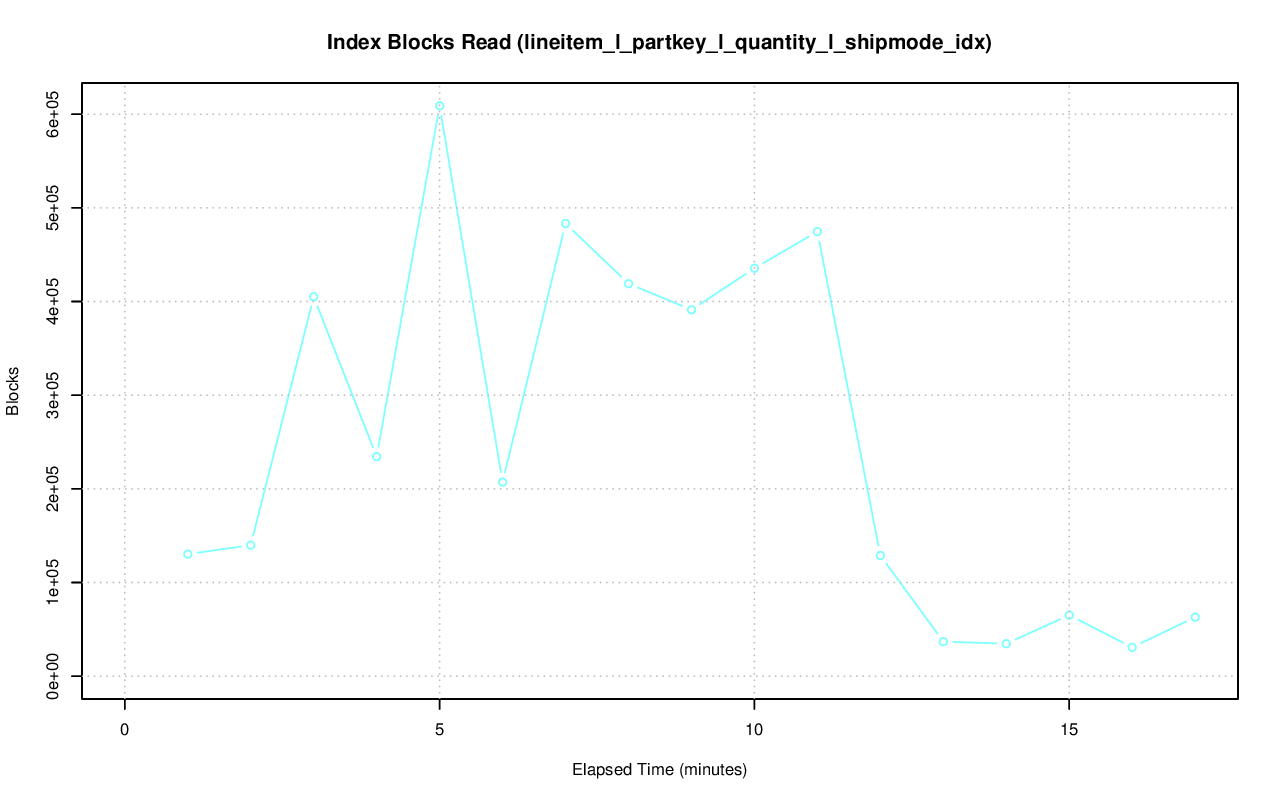 Index Blocks Read (lineitem_l_partkey_l_quantity_l_shipmode_idx)
6e+05
5e+05
4e+05
3e+05
2e+05
1e+05
0e+00
Blocks
0 5 10 15
Elapsed Time (minutes)